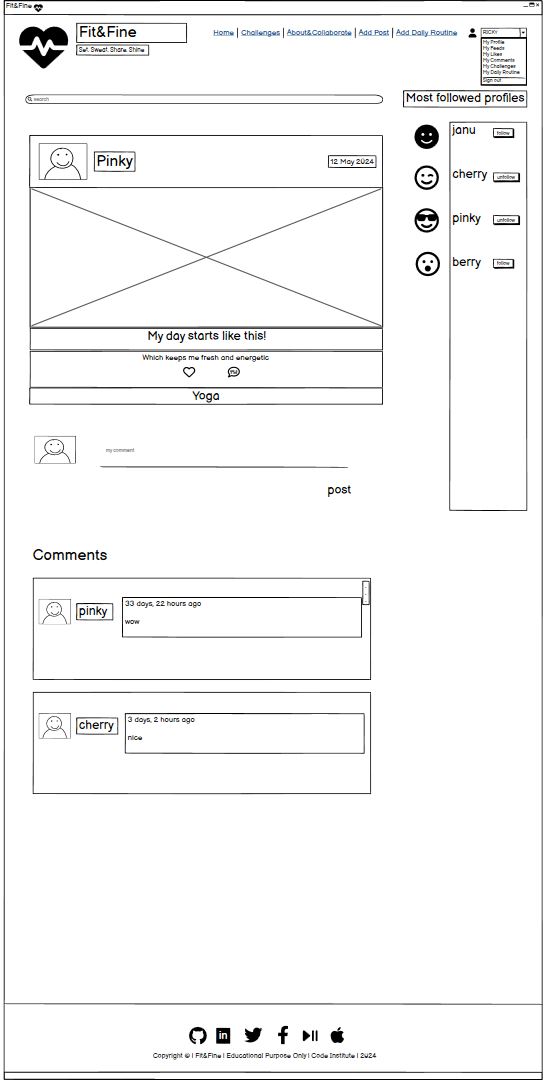 Fit&Fine
Fit&Fine
Set. Sweat. Share. Shine
Home | Challenges | About&Collaborate | Add Post | Add Daily Routine
RICKY
My Profile
My Feeds
My Likes
My Comments
My Challenges
My Daily Routine
Sign out
search
Most followed profiles
janu follow
cherry unfollow
pinky unfollow
berry follow
Pinky
12 May 2024
My day starts like this!
Which keeps me fresh and energetic
Yoga
my comment
post
Comments
pinky
33 days, 22 hours ago
wow
cherry
3 days, 2 hours ago
nice
in
Copyright © | Fit&Fine | Educational Purpose Only | Code Institute | 2024